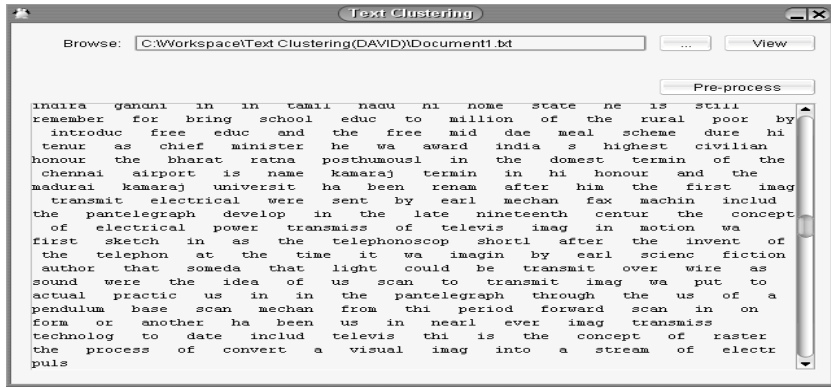 Text Clustering
Browse: C:\Workspace\Text Clustering(DAVID)\Document1.txt ... View
Pre-process
indira gandhi in in tamil nadu hi home state he is still
remember for bring school educ to million of the rural poor by
introduc free educ and the free mid dae meal scheme dure hi
tenur as chief minister he wa award india s highest civilian
honour the bharat ratna posthumousl in the domest termin of the
chennai airport is name kamaraj termin in hi honour and the
madurai kamaraj universit ha been renam after him the first imag
transmit electrical were sent by earl mechan fax machin includ
the pantelegraph develop in the late nineteenth centur the concept
of electrical power transmiss of televis imag in motion wa
first sketch in as the telephonoscop shortl after the invent of
the telephon at the time it wa imagin by earl scienc fiction
author that someda that light could be transmit over wire as
sound were the idea of us scan to transmit imag wa put to
actual practic us in in the pantelegraph through the us of a
pendulum base scan mechan from thi period forward scan in on
form or another ha been us in nearl ever imag transmiss
technolog to date includ televis thi is the concept of raster
the process of convert a visual imag into a stream of electr
puls